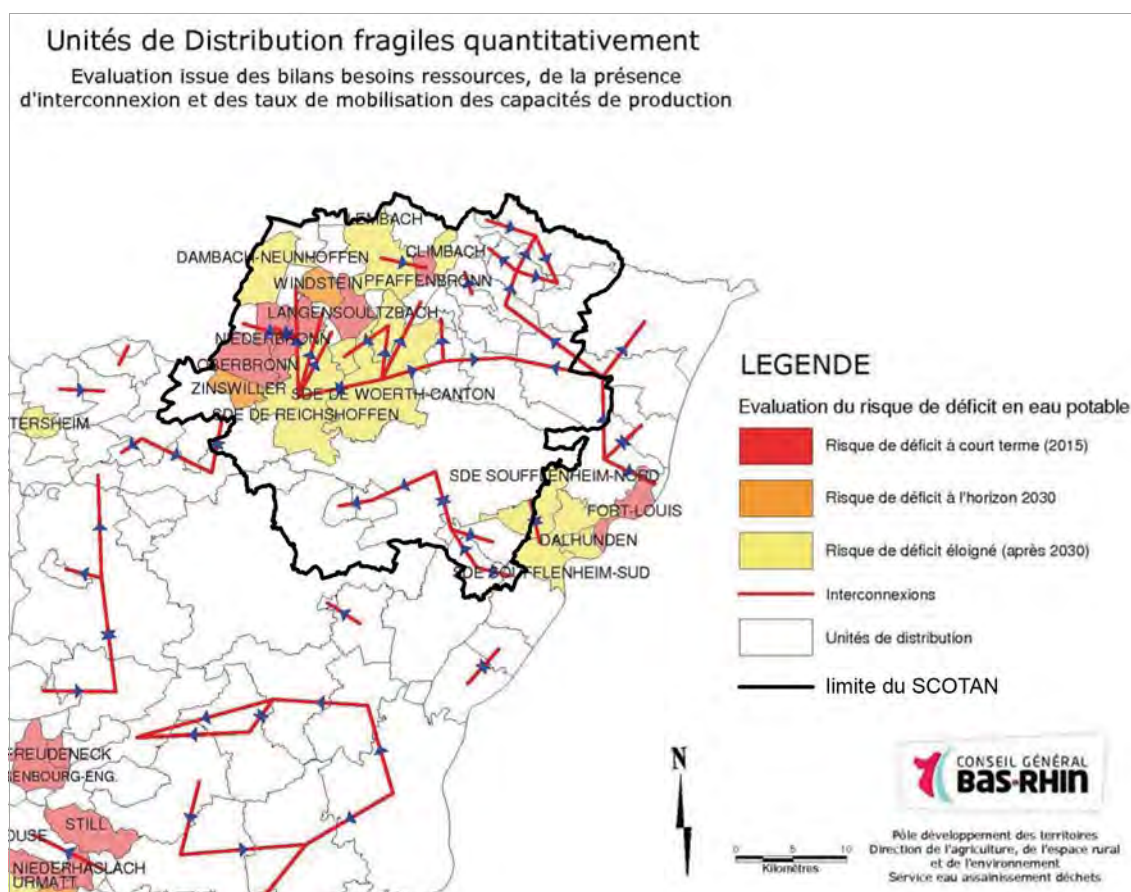 Unités de Distribution fragiles quantitativement
Evaluation issue des bilans besoins ressources, de la présence
d'interconnexion et des taux de mobilisation des capacités de production
LEMBACH
DAMBACH-NEUNHOFFEN
CLIMBACH
WINDSTEIN
PFAFFENBRONN
LANGENSOULTZBACH
NIEDERBRONN
OBERBRONN
ZINSWILLER
SDE DE WOERTH-CANTON
SDE DE REICHSHOFFEN
TERSHEIM
SDE SOUFFLENHEIM-NORD
FORT-LOUIS
DALHUNDEN
SDE SOUFFLENHEIM-SUD
REUDENECK
GENBOURG-ENG.
STILL
OUSE
NIEDERHASLACH
URMATT
LEGENDE
Evaluation du risque de déficit en eau potable
Risque de déficit à court terme (2015)
Risque de déficit à l'horizon 2030
Risque de déficit éloigné (après 2030)
Interconnexions
Unités de distribution
limite du SCOTAN
N
0 5 10
Kilomètres
CONSEIL GÉNÉRAL
BAS-RHIN
Pôle développement des territoires
Direction de l'agriculture, de l'espace rural
et de l'environnement
Service eau assainissement déchets